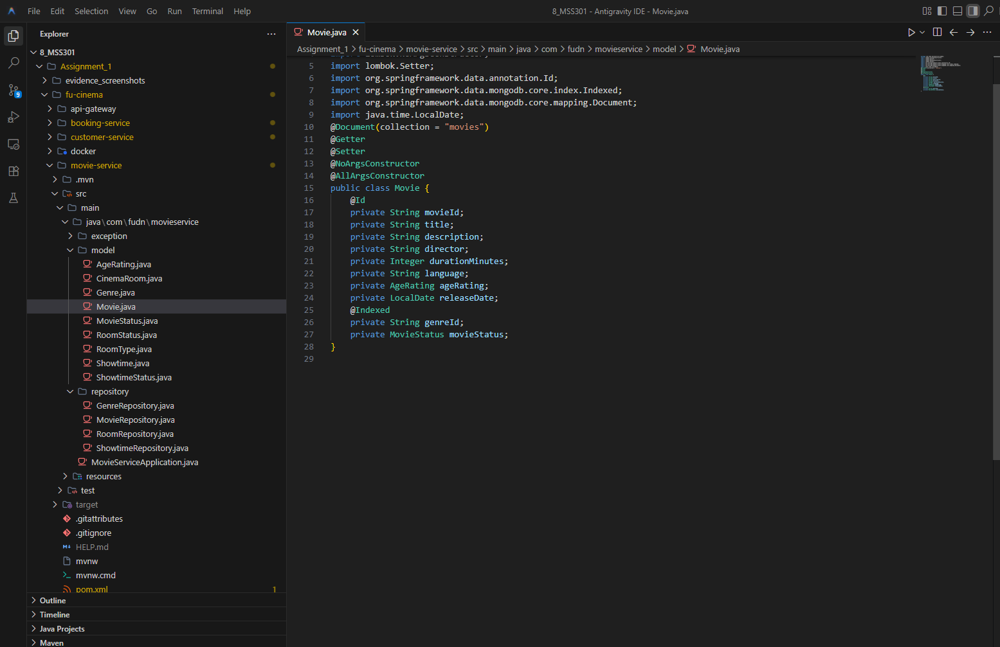 File Edit Selection View Go Run Terminal Help
8_MSS301 - Antigravity IDE - Movie.java
Explorer
8_MSS301
Assignment_1
evidence_screenshots
fu-cinema
api-gateway
booking-service
customer-service
docker
movie-service
.mvn
src
main
java\com\fudn\movieservice
exception
model
AgeRating.java
CinemaRoom.java
Genre.java
Movie.java
MovieStatus.java
RoomStatus.java
RoomType.java
Showtime.java
ShowtimeStatus.java
repository
GenreRepository.java
MovieRepository.java
RoomRepository.java
ShowtimeRepository.java
MovieServiceApplication.java
resources
test
target
.gitattributes
.gitignore
HELP.md
mvnw
mvnw.cmd
pom.xml 1
Outline
Timeline
Java Projects
Maven
9
Movie.java
Assignment_1 > fu-cinema > movie-service > src > main > java > com > fudn > movieservice > model > Movie.java
5 import lombok.Setter;
6 import org.springframework.data.annotation.Id;
7 import org.springframework.data.mongodb.core.index.Indexed;
8 import org.springframework.data.mongodb.core.mapping.Document;
9 import java.time.LocalDate;
10 @Document(collection = "movies")
11 @Getter
12 @Setter
13 @NoArgsConstructor
14 @AllArgsConstructor
15 public class Movie {
16 @Id
17 private String movieId;
18 private String title;
19 private String description;
20 private String director;
21 private Integer durationMinutes;
22 private String language;
23 private AgeRating ageRating;
24 private LocalDate releaseDate;
25 @Indexed
26 private String genreId;
27 private MovieStatus movieStatus;
28 }
29